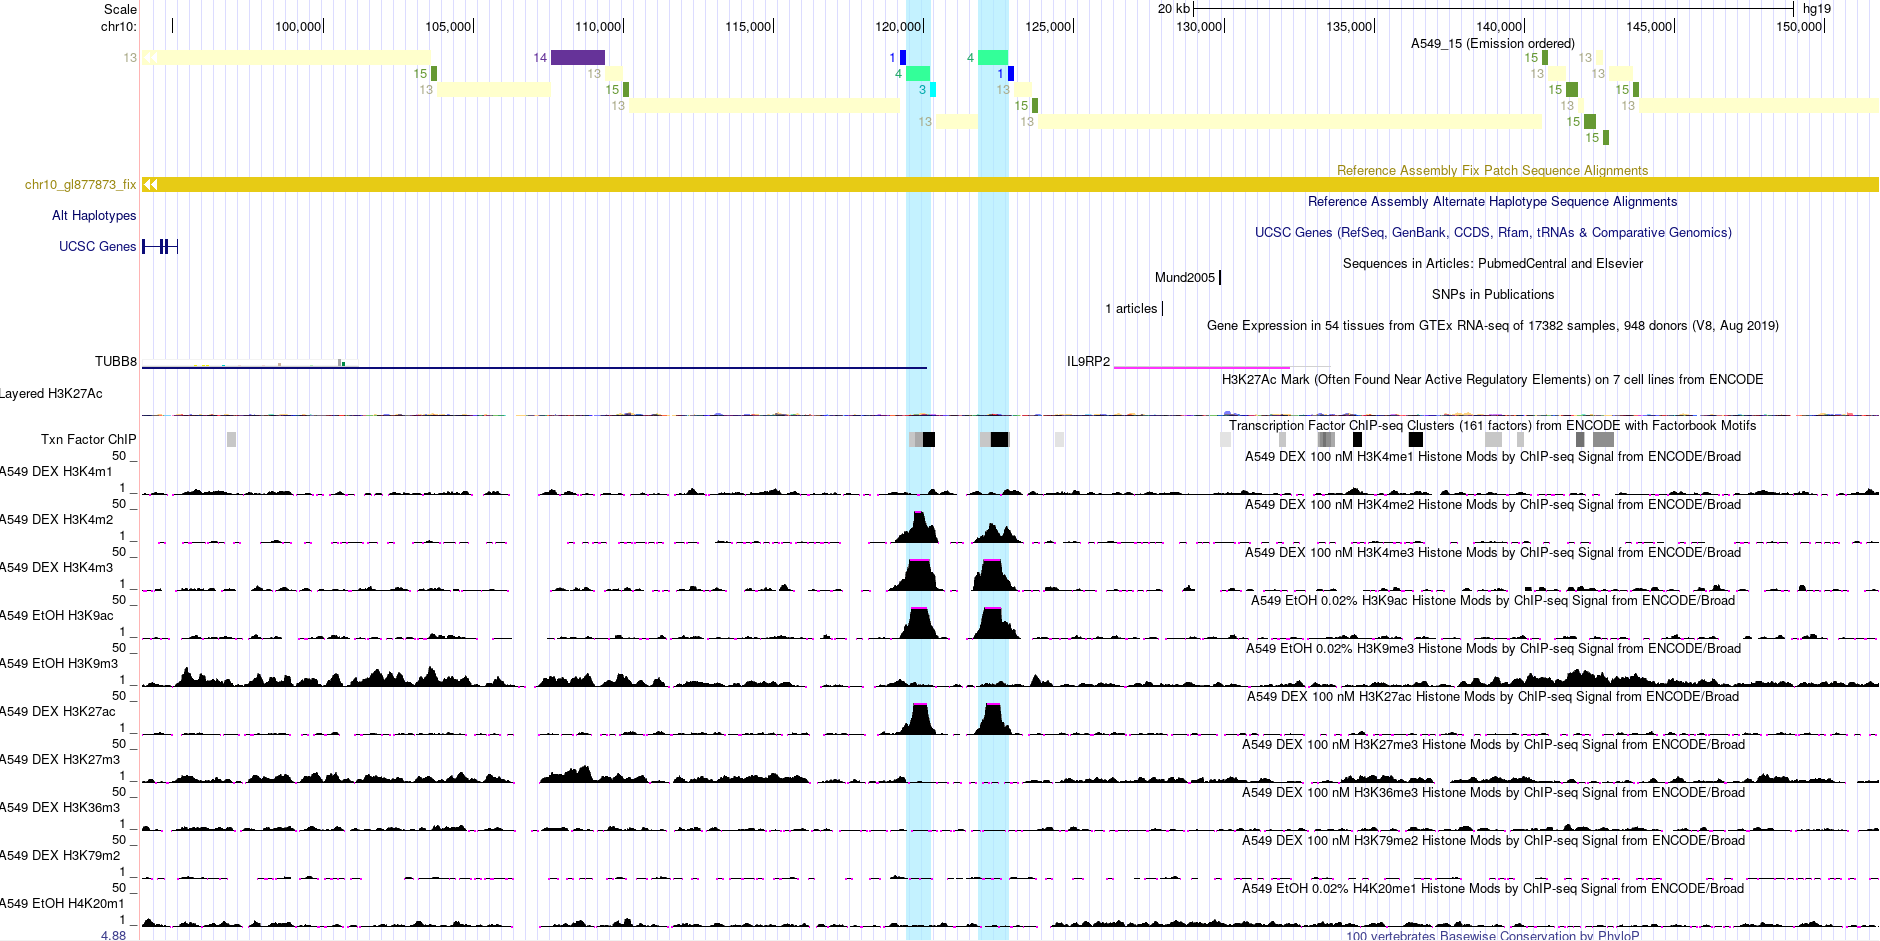 Scale 20 kb hg19
chr10: 100,000 105,000 110,000 115,000 120,000 125,000 130,000 135,000 140,000 145,000 150,000
A549_15 (Emission ordered)
13 14 1 4 15 13
15 13 4 1 13 13
13 15 3 13 15 15
13 15 13 13
13 13 15
15
Reference Assembly Fix Patch Sequence Alignments
chr10_gl877873_fix
Reference Assembly Alternate Haplotype Sequence Alignments
Alt Haplotypes
UCSC Genes (RefSeq, GenBank, CCDS, Rfam, tRNAs & Comparative Genomics)
UCSC Genes
Sequences in Articles: PubmedCentral and Elsevier
Mund2005
SNPs in Publications
1 articles
Gene Expression in 54 tissues from GTEx RNA-seq of 17382 samples, 948 donors (V8, Aug 2019)
TUBB8 IL9RP2
H3K27Ac Mark (Often Found Near Active Regulatory Elements) on 7 cell lines from ENCODE
Layered H3K27Ac
Transcription Factor ChIP-seq Clusters (161 factors) from ENCODE with Factorbook Motifs
Txn Factor ChIP
50 A549 DEX 100 nM H3K4me1 Histone Mods by ChIP-seq Signal from ENCODE/Broad
A549 DEX H3K4m1
1
50 A549 DEX 100 nM H3K4me2 Histone Mods by ChIP-seq Signal from ENCODE/Broad
A549 DEX H3K4m2
1
50 A549 DEX 100 nM H3K4me3 Histone Mods by ChIP-seq Signal from ENCODE/Broad
A549 DEX H3K4m3
1
50 A549 EtOH 0.02% H3K9ac Histone Mods by ChIP-seq Signal from ENCODE/Broad
A549 EtOH H3K9ac
1
50 A549 EtOH 0.02% H3K9me3 Histone Mods by ChIP-seq Signal from ENCODE/Broad
A549 EtOH H3K9m3
1
50 A549 DEX 100 nM H3K27ac Histone Mods by ChIP-seq Signal from ENCODE/Broad
A549 DEX H3K27ac
1
50 A549 DEX 100 nM H3K27me3 Histone Mods by ChIP-seq Signal from ENCODE/Broad
A549 DEX H3K27m3
1
50 A549 DEX 100 nM H3K36me3 Histone Mods by ChIP-seq Signal from ENCODE/Broad
A549 DEX H3K36m3
1
50 A549 DEX 100 nM H3K79me2 Histone Mods by ChIP-seq Signal from ENCODE/Broad
A549 DEX H3K79m2
1
50 A549 EtOH 0.02% H4K20me1 Histone Mods by ChIP-seq Signal from ENCODE/Broad
A549 EtOH H4K20m1
1
4.88 100 vertebrates Basewise Conservation by PhyloP